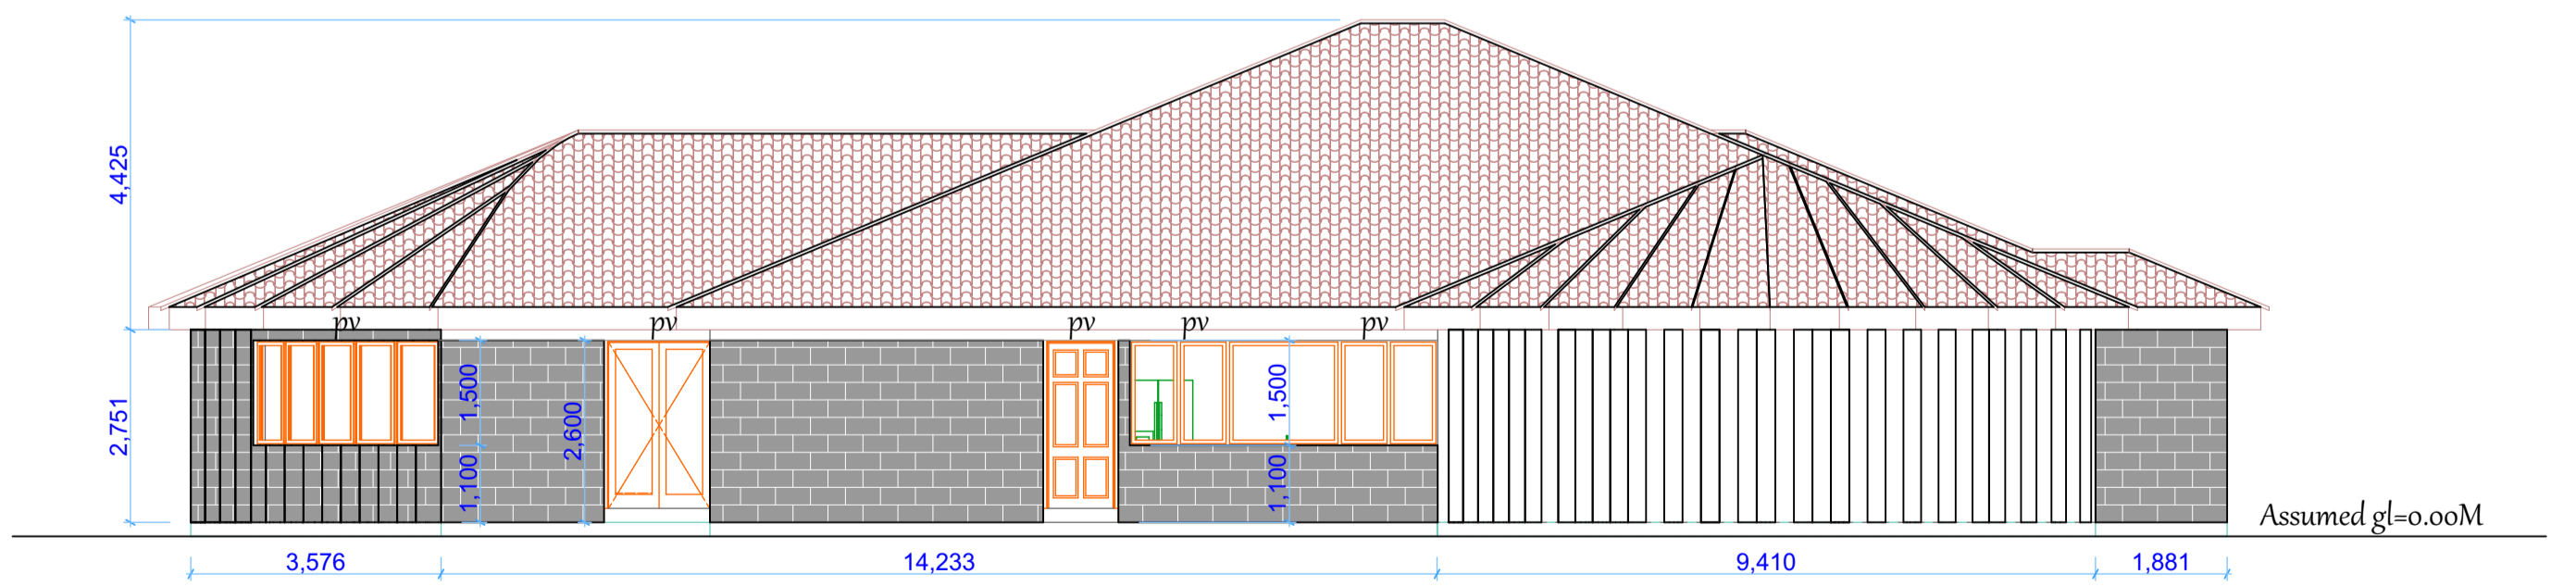 4,425
pv pv pv pv pv
2,751
1,500
1,100
2,600
1,500
1,100
Assumed gl=0.00M
3,576 14,233 9,410 1,881